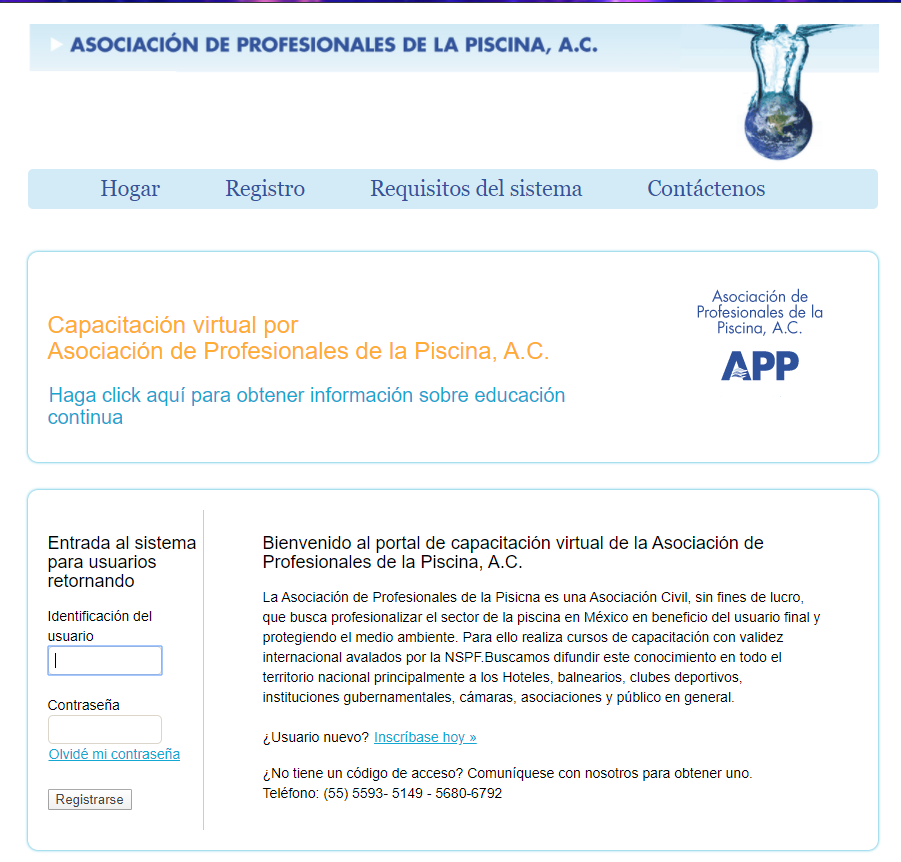 ASOCIACIÓN DE PROFESIONALES DE LA PISCINA, A.C.
Hogar
Registro
Requisitos del sistema
Contáctenos
Capacitación virtual por
Asociación de Profesionales de la Piscina, A.C.
Haga click aquí para obtener información sobre educación
continua
Asociación de
Profesionales de la
Piscina, A.C.
APP
Entrada al sistema
para usuarios
retornando
Identificación del
usuario
Contraseña
Olvidé mi contraseña
Registrarse
Bienvenido al portal de capacitación virtual de la Asociación de
Profesionales de la Piscina, A.C.
La Asociación de Profesionales de la Pisicna es una Asociación Civil, sin fines de lucro,
que busca profesionalizar el sector de la piscina en México en beneficio del usuario final y
protegiendo el medio ambiente. Para ello realiza cursos de capacitación con validez
internacional avalados por la NSPF.Buscamos difundir este conocimiento en todo el
territorio nacional principalmente a los Hoteles, balnearios, clubes deportivos,
instituciones gubernamentales, cámaras, asociaciones y público en general.
¿Usuario nuevo? Inscríbase hoy »
¿No tiene un código de acceso? Comuníquese con nosotros para obtener uno.
Teléfono: (55) 5593- 5149 - 5680-6792